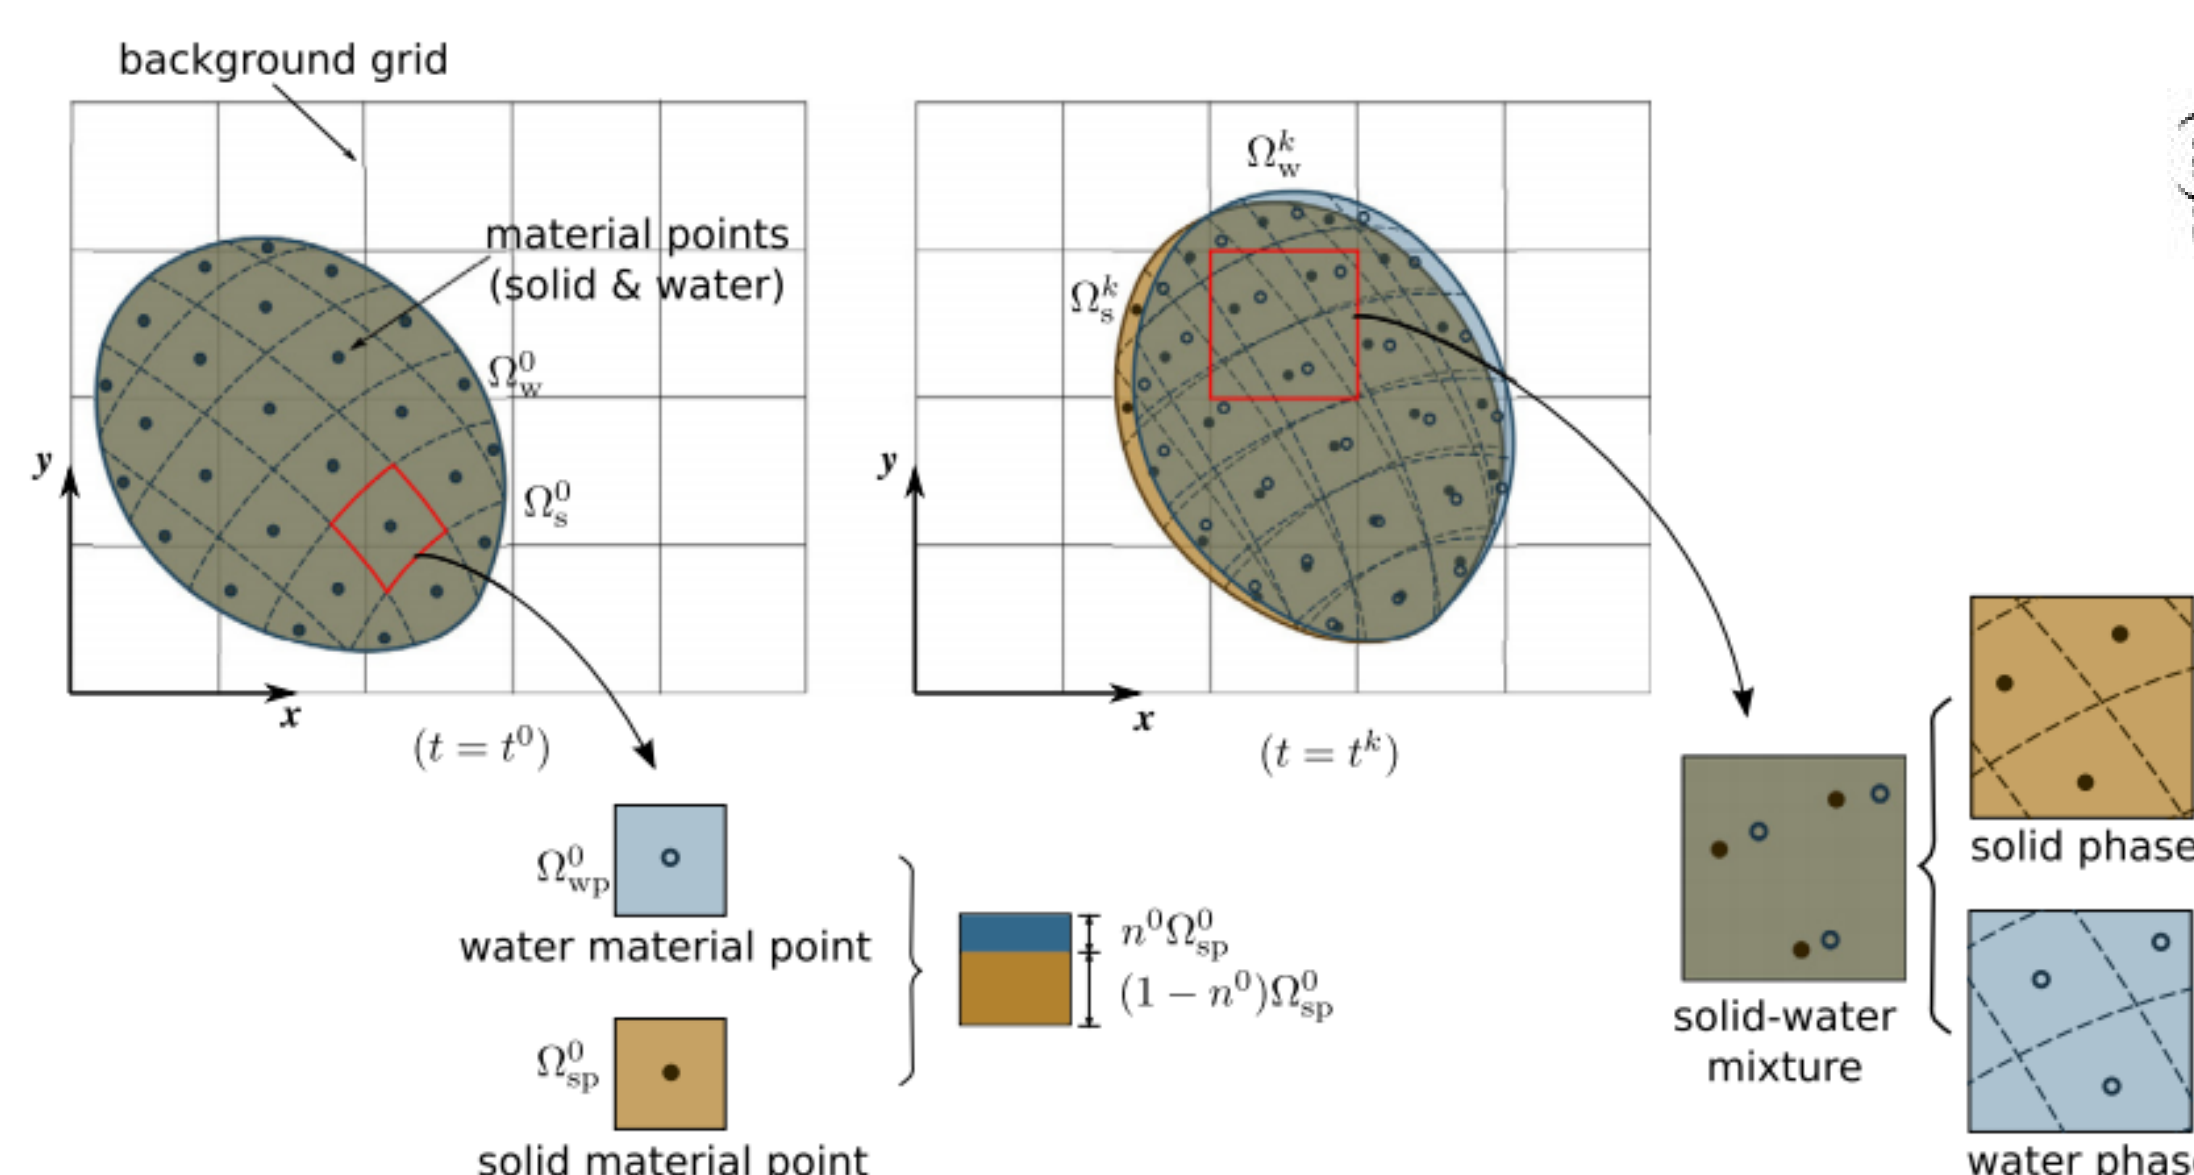 background grid
material points
(solid & water)
Ω⁰_w
Ω⁰_s
y
x
(t = t⁰)
Ω^k_w
Ω^k_s
y
x
(t = t^k)
Ω⁰_wp
water material point
Ω⁰_sp
solid material point
n⁰Ω⁰_sp
(1 − n⁰)Ω⁰_sp
solid-water
mixture
solid phase
water phas